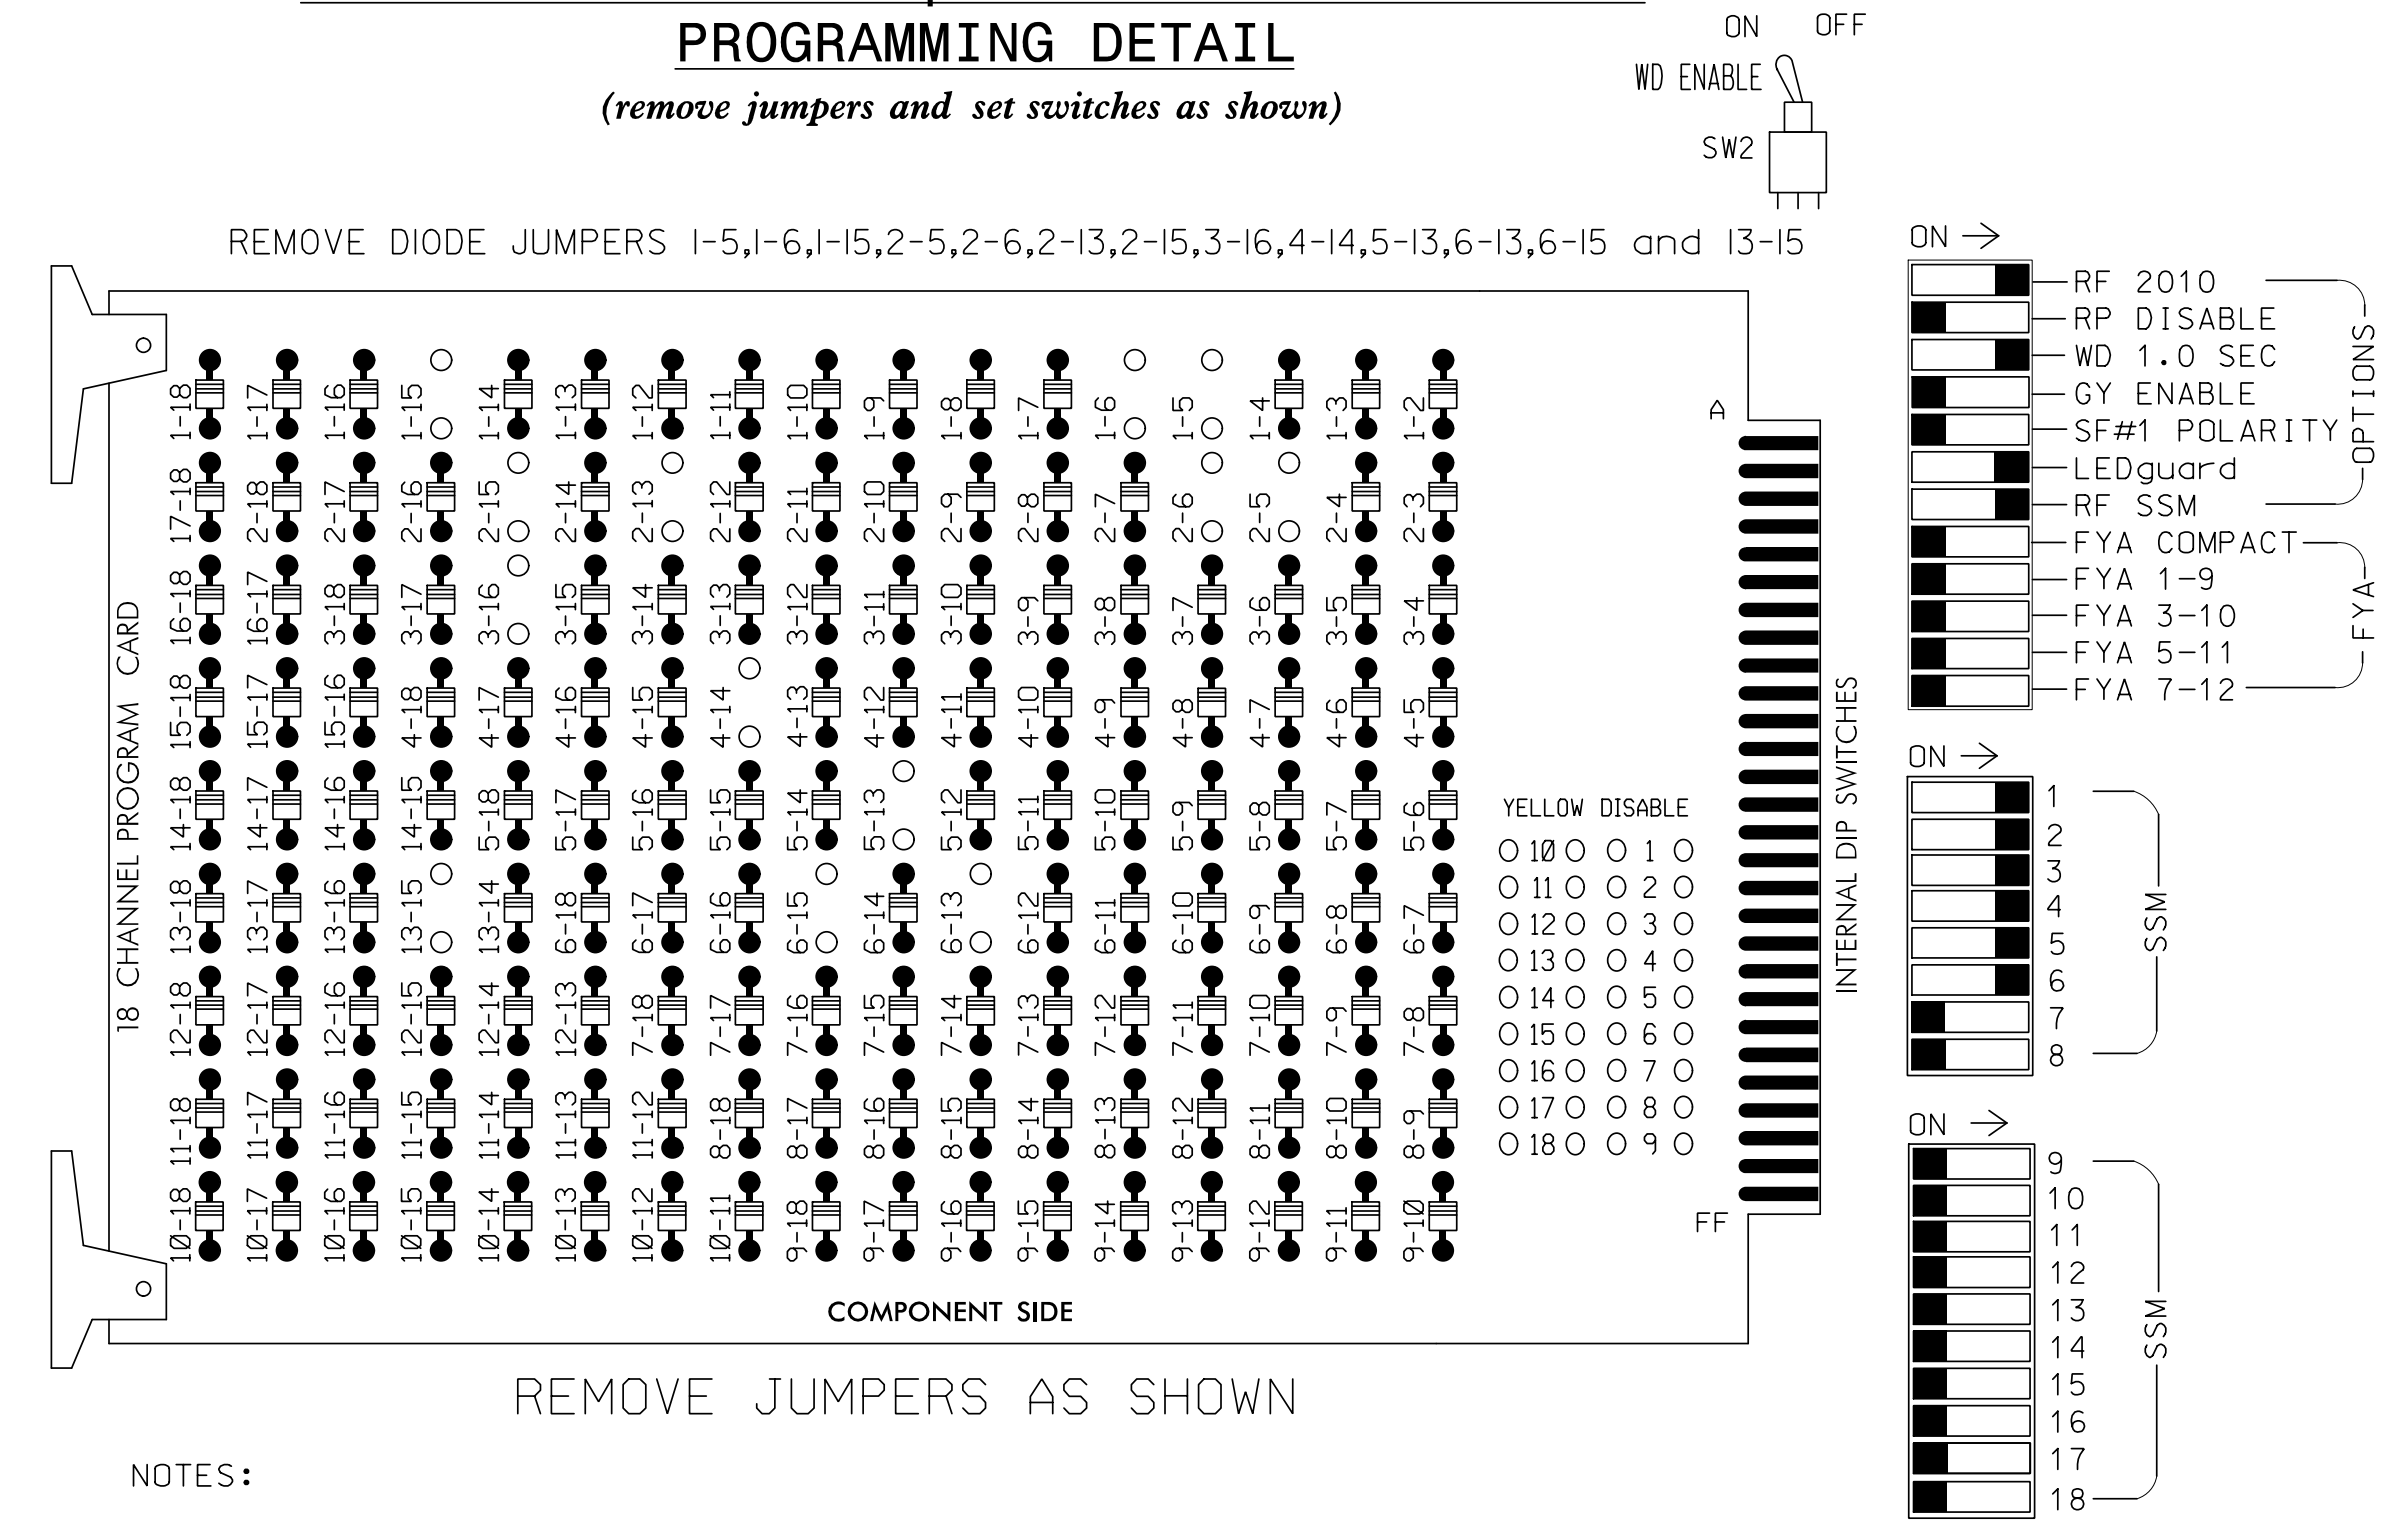 PROGRAMMING DETAIL
(remove jumpers and set switches as shown)
ON OFF
WD ENABLE
SW2
REMOVE DIODE JUMPERS 1-5,1-6,1-15,2-5,2-6,2-13,2-15,3-16,4-14,5-13,6-13,6-15 and 13-15
1-18 1-17 1-16 1-15 1-14 1-13 1-12 1-11 1-10 1-9 1-8 1-7 1-6 1-5 1-4 1-3 1-2
17-18 2-18 2-17 2-16 2-15 2-14 2-13 2-12 2-11 2-10 2-9 2-8 2-7 2-6 2-5 2-4 2-3
16-18 16-17 3-18 3-17 3-16 3-15 3-14 3-13 3-12 3-11 3-10 3-9 3-8 3-7 3-6 3-5 3-4
15-18 15-17 15-16 4-18 4-17 4-16 4-15 4-14 4-13 4-12 4-11 4-10 4-9 4-8 4-7 4-6 4-5
14-18 14-17 14-16 14-15 5-18 5-17 5-16 5-15 5-14 5-13 5-12 5-11 5-10 5-9 5-8 5-7 5-6
13-18 13-17 13-16 13-15 13-14 6-18 6-17 6-16 6-15 6-14 6-13 6-12 6-11 6-10 6-9 6-8 6-7
12-18 12-17 12-16 12-15 12-14 12-13 7-18 7-17 7-16 7-15 7-14 7-13 7-12 7-11 7-10 7-9 7-8
11-18 11-17 11-16 11-15 11-14 11-13 11-12 8-18 8-17 8-16 8-15 8-14 8-13 8-12 8-11 8-10 8-9
10-18 10-17 10-16 10-15 10-14 10-13 10-12 10-11 9-18 9-17 9-16 9-15 9-14 9-13 9-12 9-11 9-10
18 CHANNEL PROGRAM CARD
A
YELLOW DISABLE
10 1
11 2
12 3
13 4
14 5
15 6
16 7
17 8
18 9
FF
COMPONENT SIDE
INTERNAL DIP SWITCHES
ON →
RF 2010
RP DISABLE
WD 1.0 SEC
GY ENABLE
SF#1 POLARITY
LEDguard
RF SSM
OPTIONS
FYA COMPACT
FYA 1-9
FYA 3-10
FYA 5-11
FYA 7-12
FYA
ON →
1
2
3
4
5
6
7
8
SSM
ON →
9
10
11
12
13
14
15
16
17
18
SSM
REMOVE JUMPERS AS SHOWN
NOTES: